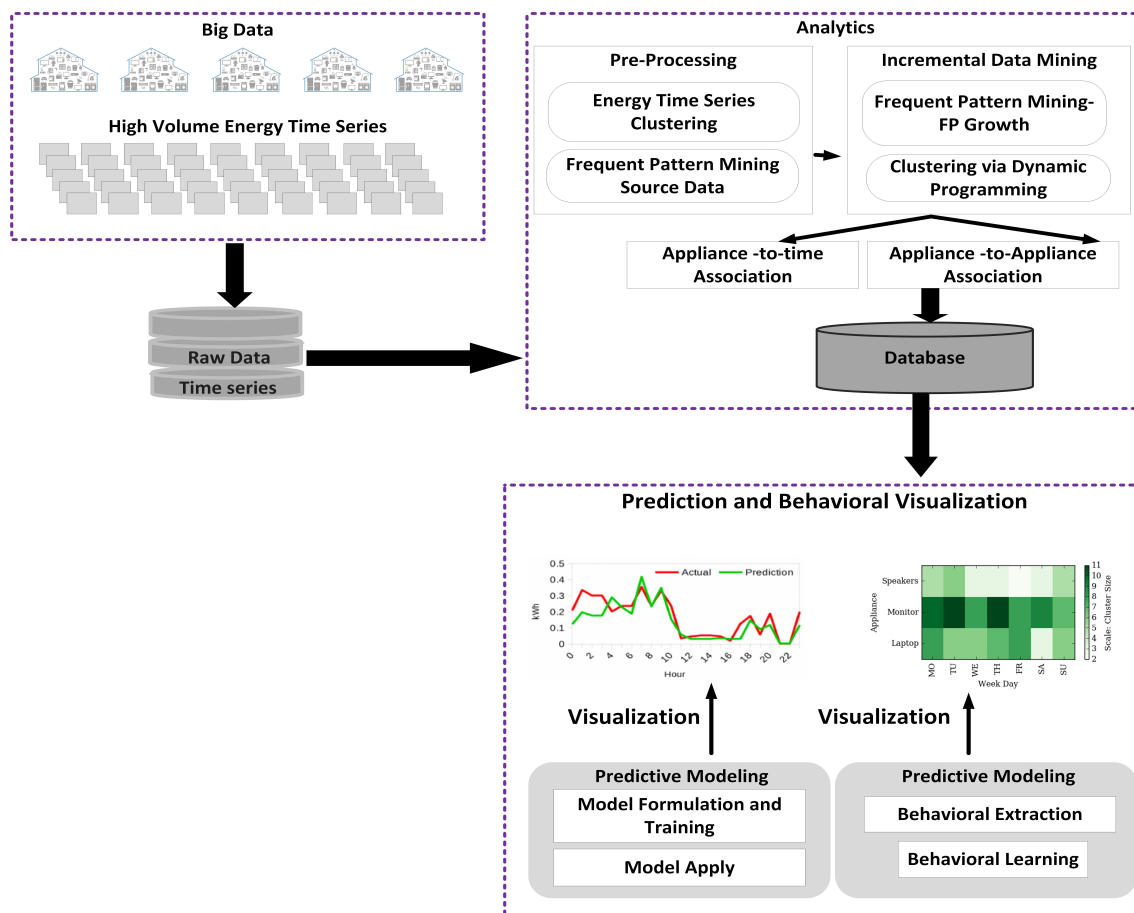 Big Data
High Volume Energy Time Series
Raw Data
Time series
Analytics
Pre-Processing
Energy Time Series
Clustering
Frequent Pattern Mining
Source Data
Incremental Data Mining
Frequent Pattern Mining-
FP Growth
Clustering via Dynamic
Programming
Appliance -to-time
Association
Appliance -to-Appliance
Association
Database
Prediction and Behavioral Visualization
0.5
0.4
0.3
0.2
0.1
0
kWh
Actual
Prediction
0 2 4 6 8 10 12 14 16 18 20 22
Hour
Appliance
Speakers
Monitor
Laptop
MO TU WE TH FR SA SU
Week Day
11
10
9
8
7
6
5
4
3
2
Scale: Cluster Size
Visualization
Visualization
Predictive Modeling
Model Formulation and
Training
Model Apply
Predictive Modeling
Behavioral Extraction
Behavioral Learning